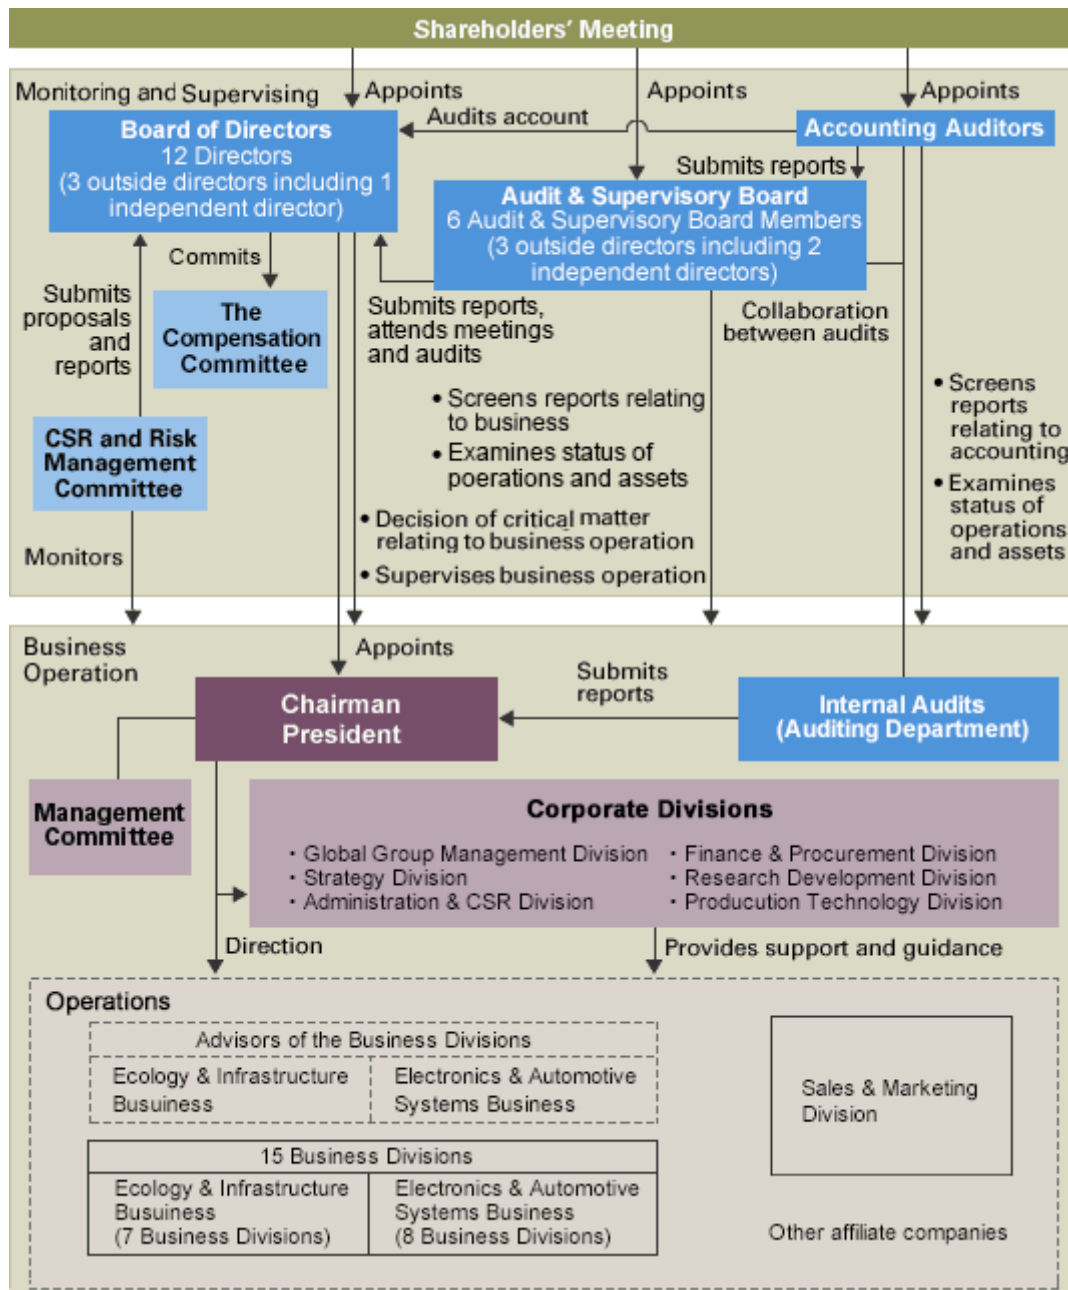 Shareholders' Meeting
Monitoring and Supervising
Appoints
Appoints
Appoints
Audits account
Board of Directors
12 Directors
(3 outside directors including 1
independent director)
Accounting Auditors
Submits reports
Audit & Supervisory Board
6 Audit & Supervisory Board Members
(3 outside directors including 2
independent directors)
Commits
Submits
proposals
and
reports
The
Compensation
Committee
Submits reports,
attends meetings
and audits
Collaboration
between audits
• Screens reports relating
to business
• Examines status of
poerations and assets
• Screens
reports
relating to
accounting
• Examines
status of
operations
and assets
CSR and Risk
Management
Committee
• Decision of critical matter
relating to business operation
• Supervises business operation
Monitors
Business
Operation
Appoints
Submits
reports
Chairman
President
Internal Audits
(Auditing Department)
Management
Committee
Corporate Divisions
・Global Group Management Division
・Strategy Division
・Administration & CSR Division
・Finance & Procurement Division
・Research Development Division
・Producution Technology Division
Direction
Provides support and guidance
Operations
Advisors of the Business Divisions
Ecology & Infrastructure
Busuiness
Electronics & Automotive
Systems Business
Sales & Marketing
Division
15 Business Divisions
Ecology & Infrastructure
Busuiness
(7 Business Divisions)
Electronics & Automotive
Systems Business
(8 Business Divisions)
Other affiliate companies